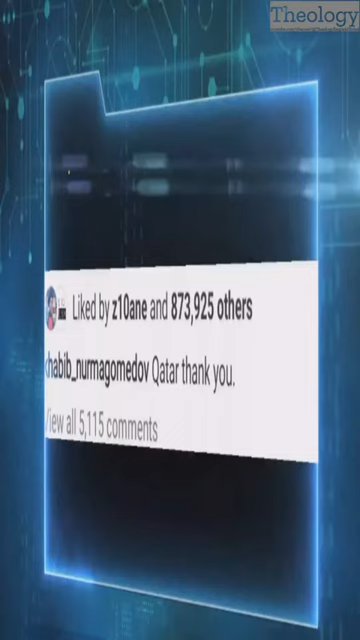 Theology
Liked by z10ane and 873,925 others
khabib_nurmagomedov Qatar thank you.
View all 5,115 comments